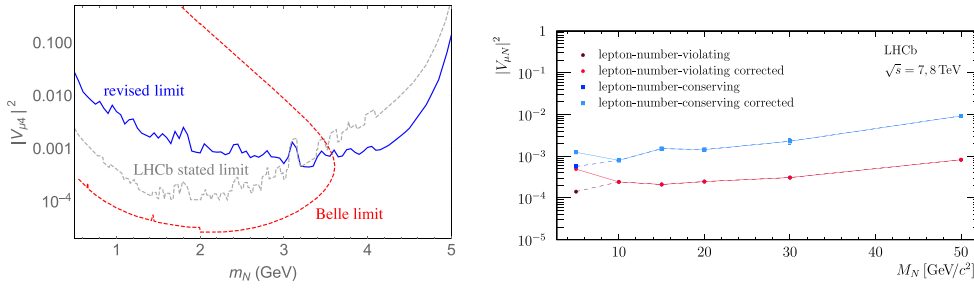 0.100
0.010
0.001
10⁻⁴
|V_{μ4}|²
revised limit
LHCb stated limit
Belle limit
1 2 3 4 5
m_N (GeV)
|V_{μN}|²
1
10⁻¹
10⁻²
10⁻³
10⁻⁴
10⁻⁵
lepton-number-violating
lepton-number-violating corrected
lepton-number-conserving
lepton-number-conserving corrected
LHCb
√s = 7, 8 TeV
10 20 30 40 50
M_N [GeV/c²]